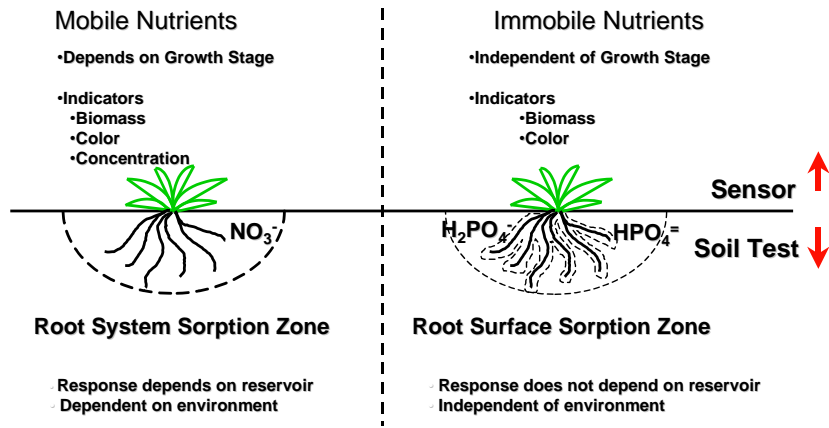 Mobile Nutrients
•Depends on Growth Stage
•Indicators
•Biomass
•Color
•Concentration
NO₃⁻
Root System Sorption Zone
Response depends on reservoir
Dependent on environment
Immobile Nutrients
•Independent of Growth Stage
•Indicators
•Biomass
•Color
Sensor
H₂PO₄ HPO₄⁼
Soil Test
Root Surface Sorption Zone
Response does not depend on reservoir
Independent of environment